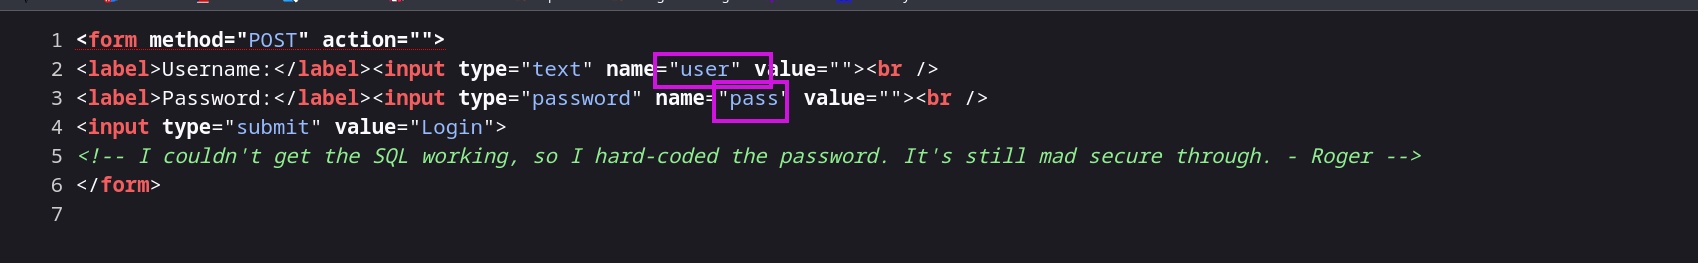 1 <form method="POST" action="">
2 <label>Username:</label><input type="text" name="user" value=""><br />
3 <label>Password:</label><input type="password" name="pass" value=""><br />
4 <input type="submit" value="Login">
5 <!-- I couldn't get the SQL working, so I hard-coded the password. It's still mad secure through. - Roger -->
6 </form>
7